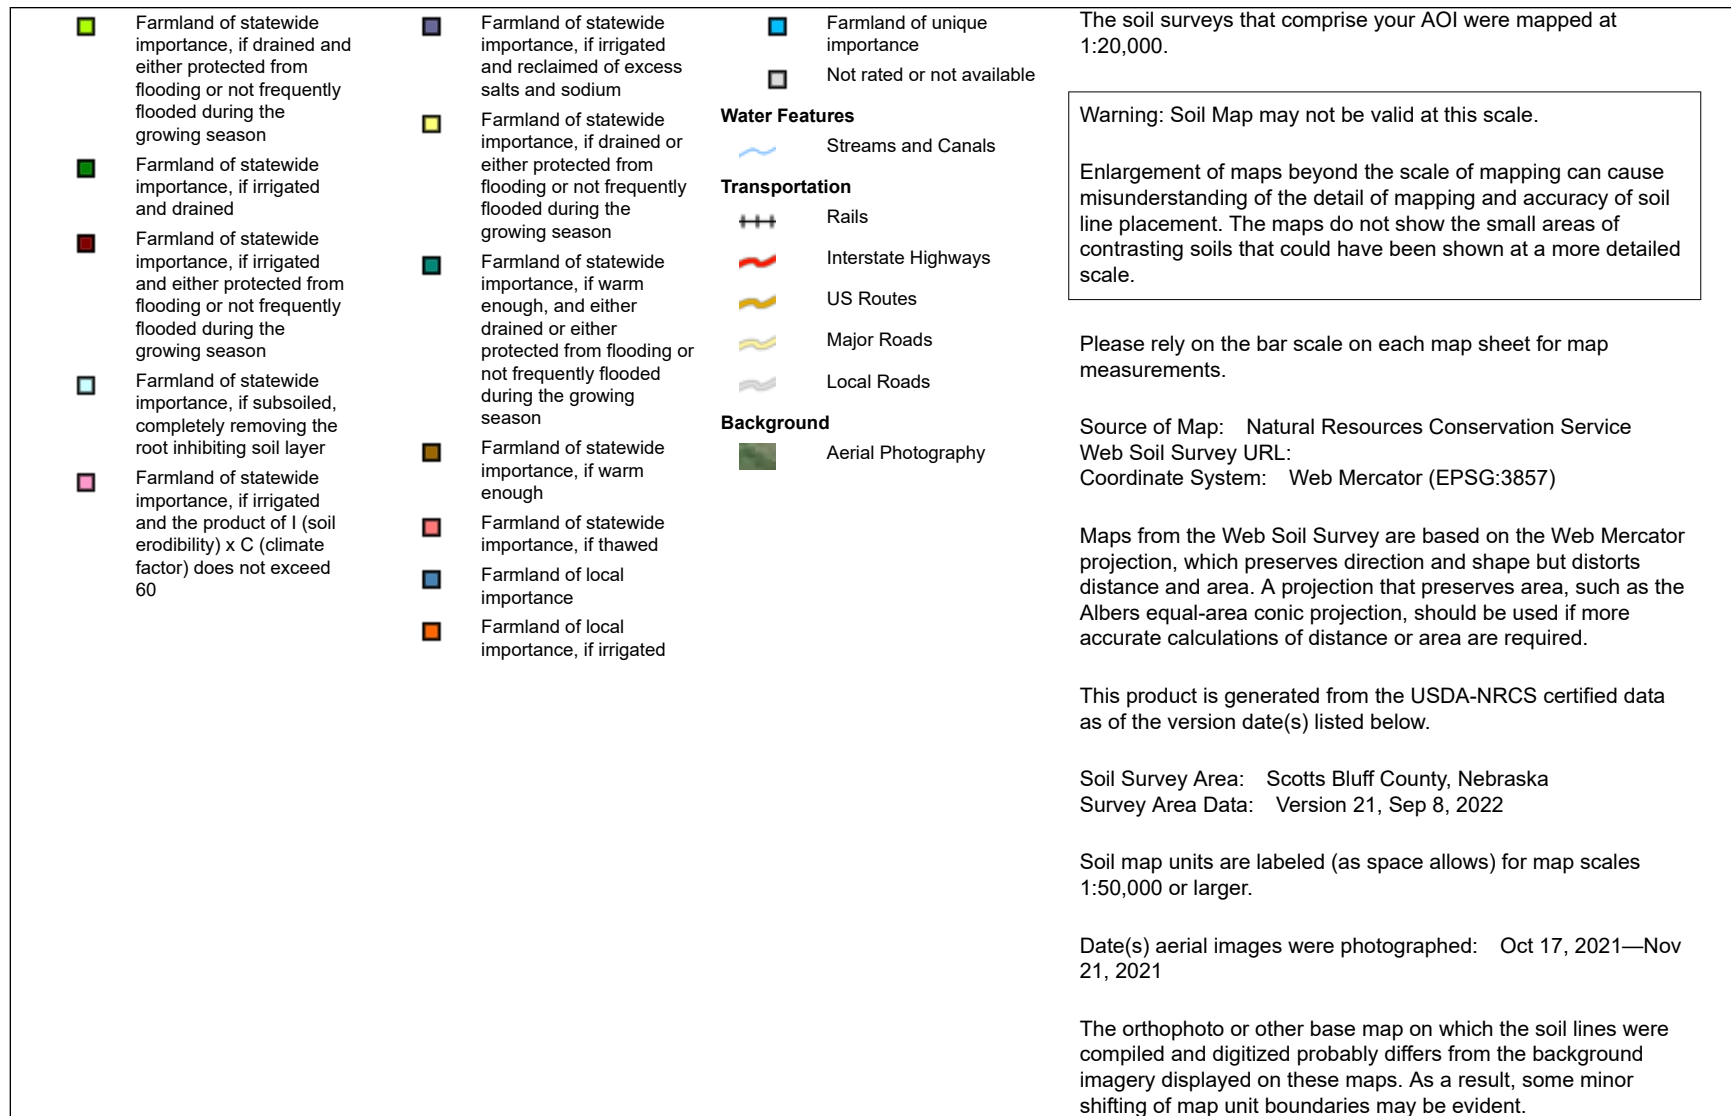 Farmland of statewide
importance, if drained and
either protected from
flooding or not frequently
flooded during the
growing season
Farmland of statewide
importance, if irrigated
and drained
Farmland of statewide
importance, if irrigated
and either protected from
flooding or not frequently
flooded during the
growing season
Farmland of statewide
importance, if subsoiled,
completely removing the
root inhibiting soil layer
Farmland of statewide
importance, if irrigated
and the product of I (soil
erodibility) x C (climate
factor) does not exceed
60
Farmland of statewide
importance, if irrigated
and reclaimed of excess
salts and sodium
Farmland of statewide
importance, if drained or
either protected from
flooding or not frequently
flooded during the
growing season
Farmland of statewide
importance, if warm
enough, and either
drained or either
protected from flooding or
not frequently flooded
during the growing
season
Farmland of statewide
importance, if warm
enough
Farmland of statewide
importance, if thawed
Farmland of local
importance
Farmland of local
importance, if irrigated
Farmland of unique
importance
Not rated or not available
Water Features
Streams and Canals
Transportation
Rails
Interstate Highways
US Routes
Major Roads
Local Roads
Background
Aerial Photography
The soil surveys that comprise your AOI were mapped at
1:20,000.
Warning: Soil Map may not be valid at this scale.
Enlargement of maps beyond the scale of mapping can cause
misunderstanding of the detail of mapping and accuracy of soil
line placement. The maps do not show the small areas of
contrasting soils that could have been shown at a more detailed
scale.
Please rely on the bar scale on each map sheet for map
measurements.
Source of Map: Natural Resources Conservation Service
Web Soil Survey URL:
Coordinate System: Web Mercator (EPSG:3857)
Maps from the Web Soil Survey are based on the Web Mercator
projection, which preserves direction and shape but distorts
distance and area. A projection that preserves area, such as the
Albers equal-area conic projection, should be used if more
accurate calculations of distance or area are required.
This product is generated from the USDA-NRCS certified data
as of the version date(s) listed below.
Soil Survey Area: Scotts Bluff County, Nebraska
Survey Area Data: Version 21, Sep 8, 2022
Soil map units are labeled (as space allows) for map scales
1:50,000 or larger.
Date(s) aerial images were photographed: Oct 17, 2021—Nov
21, 2021
The orthophoto or other base map on which the soil lines were
compiled and digitized probably differs from the background
imagery displayed on these maps. As a result, some minor
shifting of map unit boundaries may be evident.